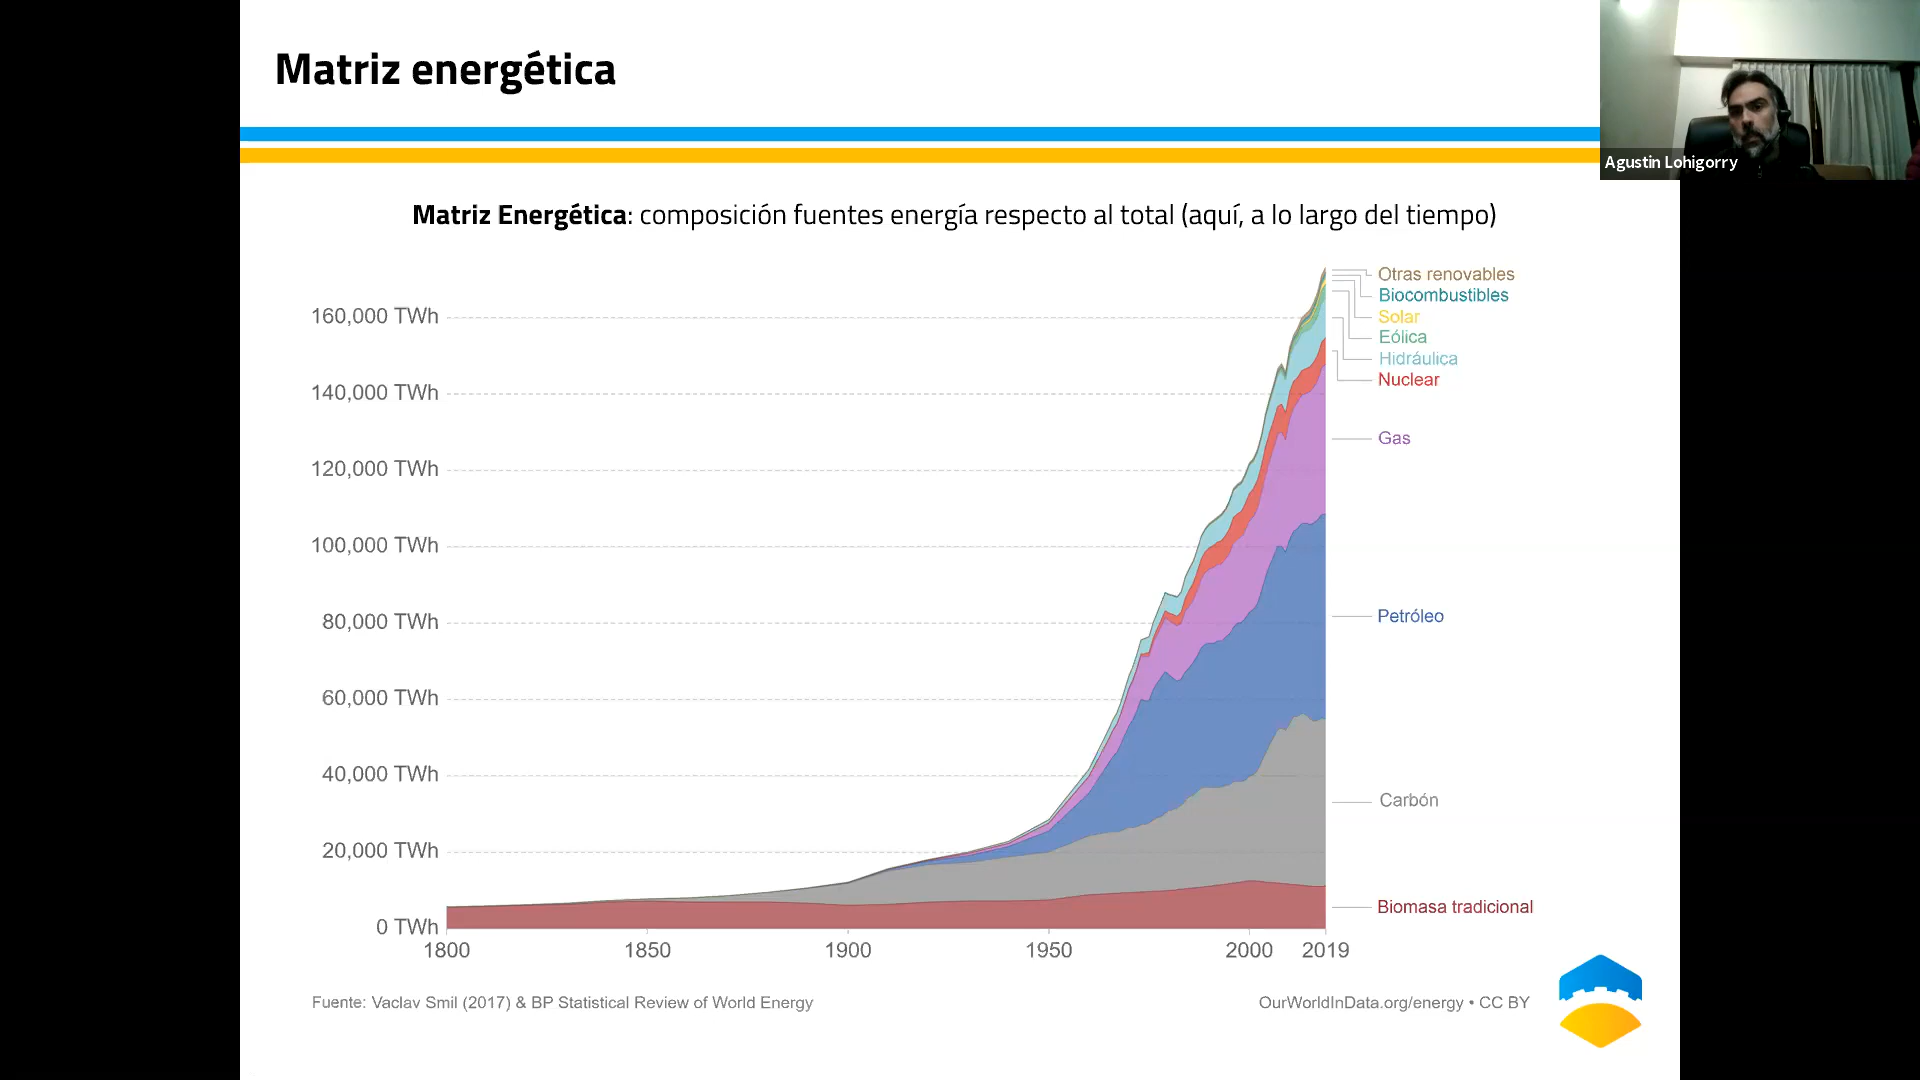 Matriz energética
Agustin Lohigorry
Matriz Energética: composición fuentes energía respecto al total (aquí, a lo largo del tiempo)
160,000 TWh
140,000 TWh
120,000 TWh
100,000 TWh
80,000 TWh
60,000 TWh
40,000 TWh
20,000 TWh
0 TWh
1800 1850 1900 1950 2000 2019
Otras renovables
Biocombustibles
Solar
Eólica
Hidráulica
Nuclear
Gas
Petróleo
Carbón
Biomasa tradicional
Fuente: Vaclav Smil (2017) & BP Statistical Review of World Energy
OurWorldInData.org/energy • CC BY